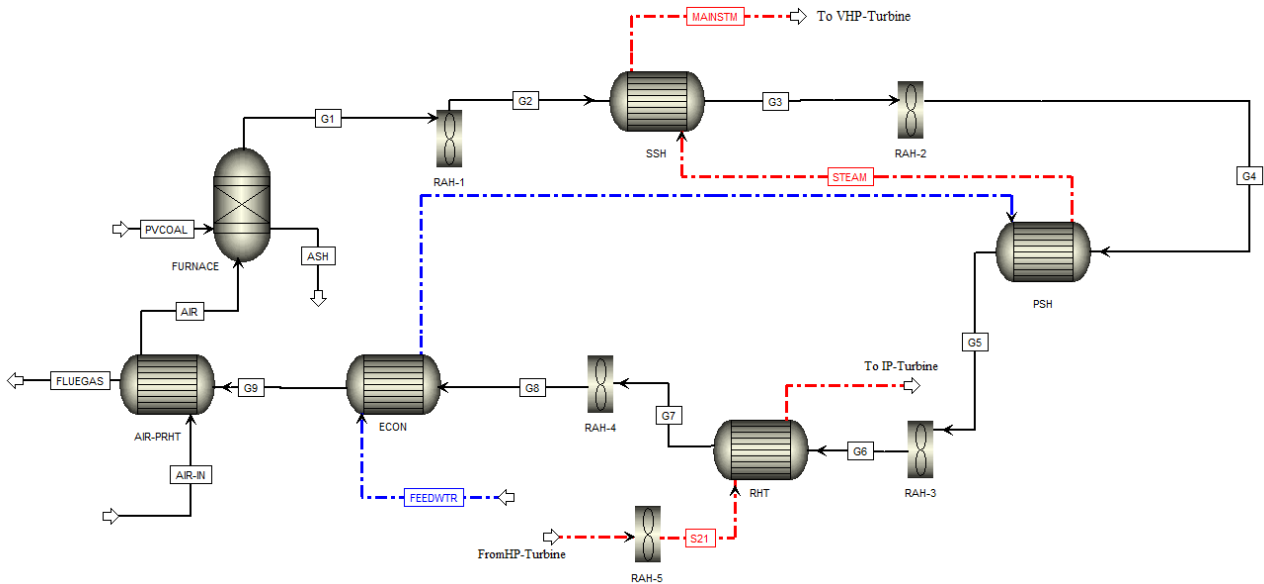 MAINSTM
To VHP-Turbine
G1
G2
G3
RAH-1
SSH
RAH-2
STEAM
G4
PVCOAL
ASH
FURNACE
PSH
AIR
G5
To IP-Turbine
FLUEGAS
G9
G8
G7
AIR-PRHT
ECON
RAH-4
G6
AIR-IN
FEEDWTR
RHT
RAH-3
S21
FromHP-Turbine
RAH-5